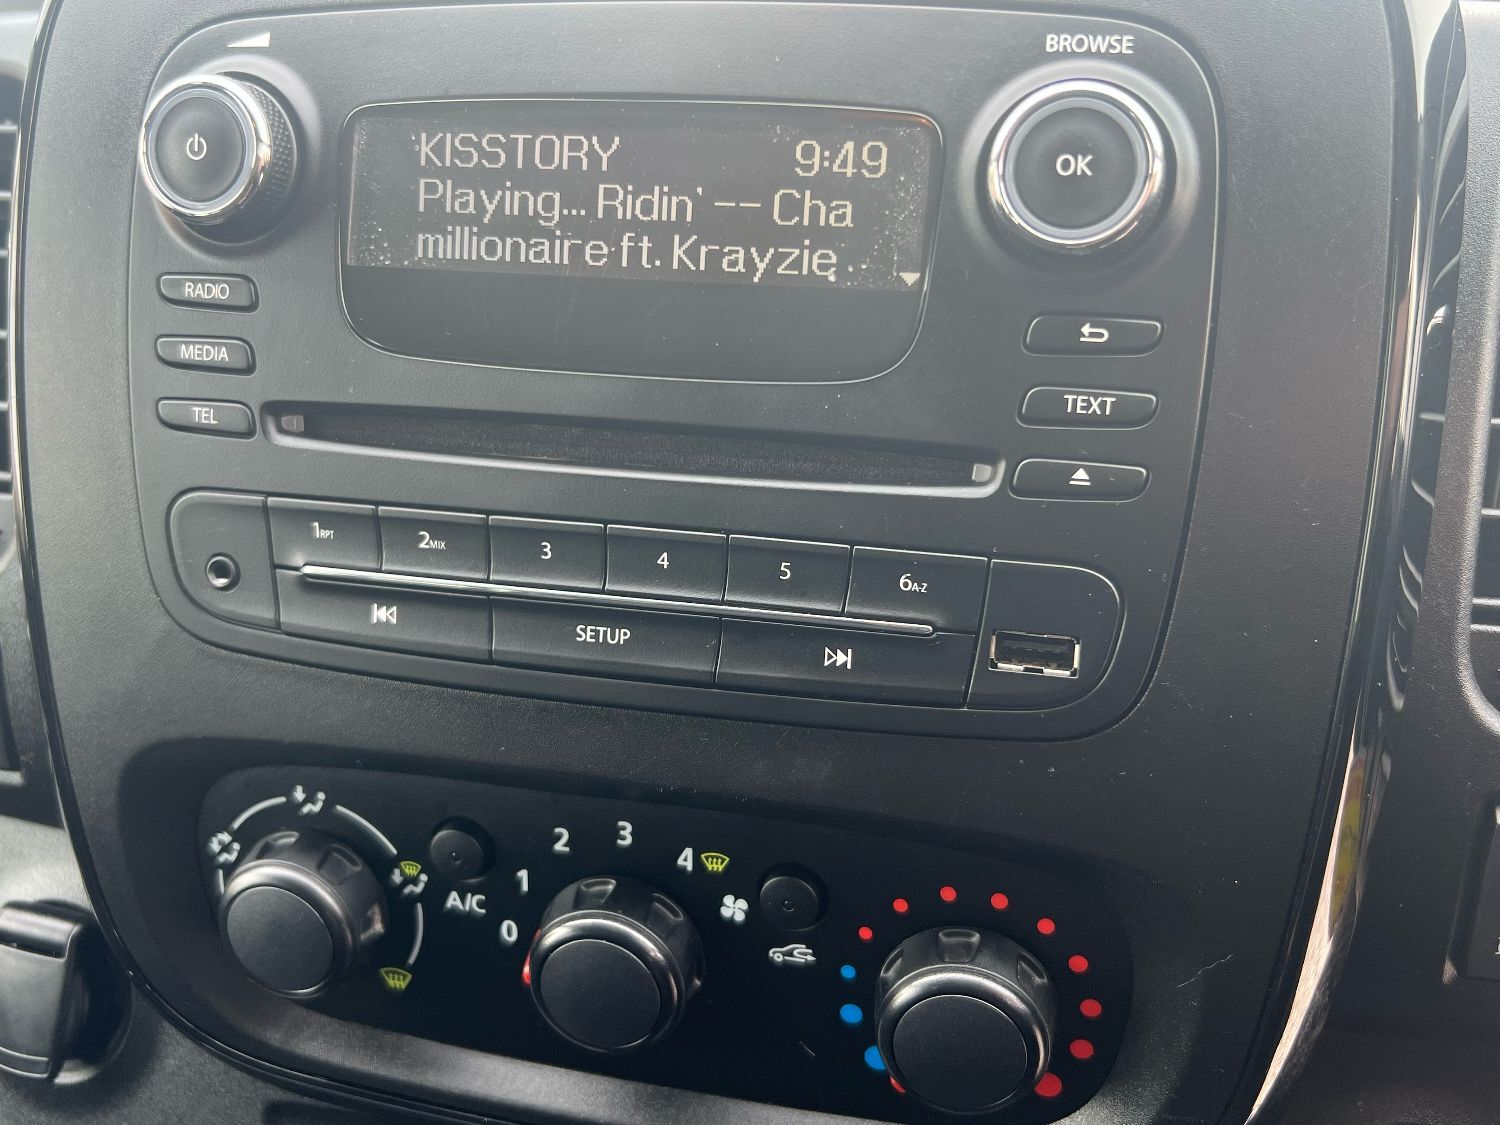 BROWSE
KISSTORY 9:49
Playing... Ridin' -- Cha
millionaire ft. Krayzie
OK
RADIO
MEDIA
TEL
TEXT
1RPT 2MIX 3 4 5 6A-Z
SETUP
0 1 2 3 4
A/C